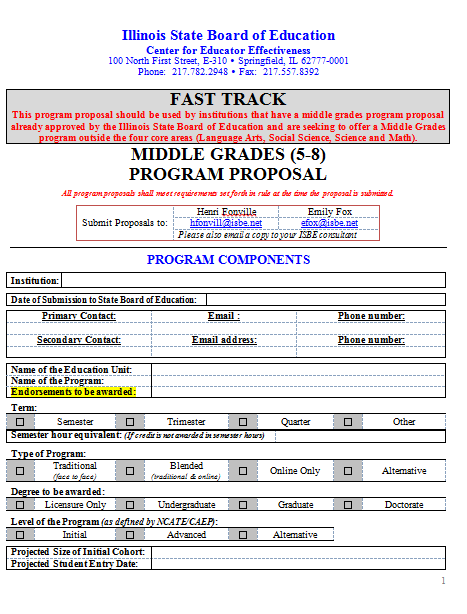 Illinois State Board of Education
Center for Educator Effectiveness
100 North First Street, E-310 • Springfield, IL 62777-0001
Phone: 217.782.2948 • Fax: 217.557.8392
FAST TRACK
This program proposal should be used by institutions that have a middle grades program proposal
already approved by the Illinois State Board of Education and are seeking to offer a Middle Grades
program outside the four core areas (Language Arts, Social Science, Science and Math).
MIDDLE GRADES (5-8)
PROGRAM PROPOSAL
All program proposals shall meet requirements set forth in rule at the time the proposal is submitted.
Submit Proposals to:
Henri Fonville Emily Fox
hfonvill@isbe.net efox@isbe.net
Please also email a copy to your ISBE consultant
PROGRAM COMPONENTS
Institution:
Date of Submission to State Board of Education:
Primary Contact: Email : Phone number:
Secondary Contact: Email address: Phone number:
Name of the Education Unit:
Name of the Program:
Endorsements to be awarded:
Term:
Semester Trimester Quarter Other
Semester hour equivalent: (If credit is not awarded in semester hours)
Type of Program:
Traditional (face to face) Blended (traditional & online) Online Only Alternative
Degree to be awarded:
Licensure Only Undergraduate Graduate Doctorate
Level of the Program (as defined by NCATE/CAEP):
Initial Advanced Alternative
Projected Size of Initial Cohort:
Projected Student Entry Date:
1